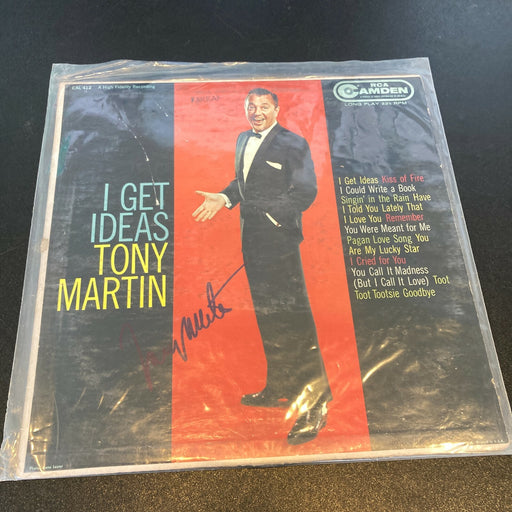 CAL 412 A High Fidelity Recording
RCA
CAMDEN
LONG PLAY 33⅓ RPM
I GET
IDEAS
TONY
MARTIN
I Get Ideas Kiss of Fire
I Could Write a Book
Singin' in the Rain Have
I Told You Lately That
I Love You Remember
You Were Meant for Me
Pagan Love Song You
Are My Lucky Star
I Cried for You
You Call It Madness
(But I Call It Love) Toot
Toot Tootsie Goodbye